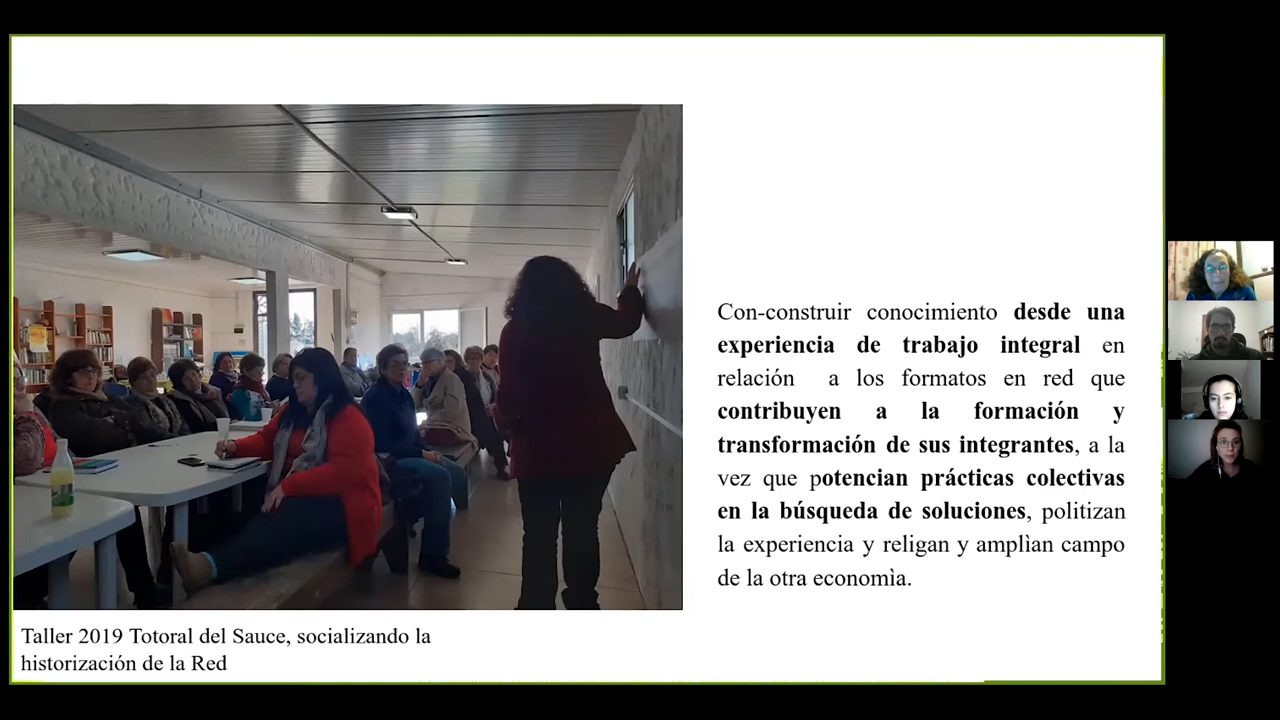 Con-construir conocimiento desde una
experiencia de trabajo integral en
relación a los formatos en red que
contribuyen a la formación y
transformación de sus integrantes, a la
vez que potencian prácticas colectivas
en la búsqueda de soluciones, politizan
la experiencia y religan y amplìan campo
de la otra economìa.
Taller 2019 Totoral del Sauce, socializando la
historización de la Red